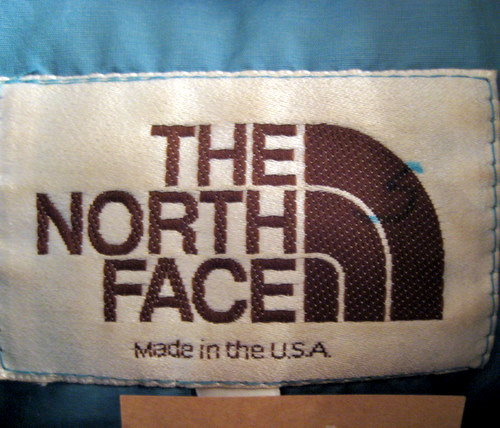 THE
NORTH
FACE
Made in the U.S.A.